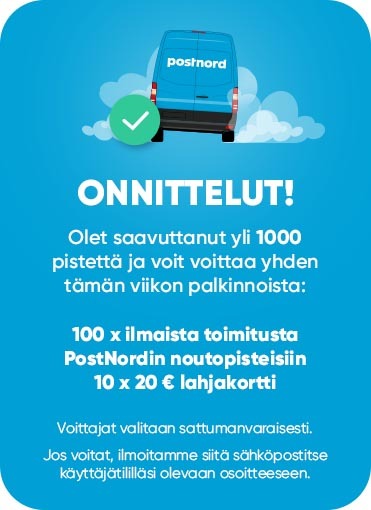 postnord
ONNITTELUT!
Olet saavuttanut yli 1000
pistettä ja voit voittaa yhden
tämän viikon palkinnoista:
100 x ilmaista toimitusta
PostNordin noutopisteisiin
10 x 20 € lahjakortti
Voittajat valitaan sattumanvaraisesti.
Jos voitat, ilmoitamme siitä sähköpostitse
käyttäjätililläsi olevaan osoitteeseen.